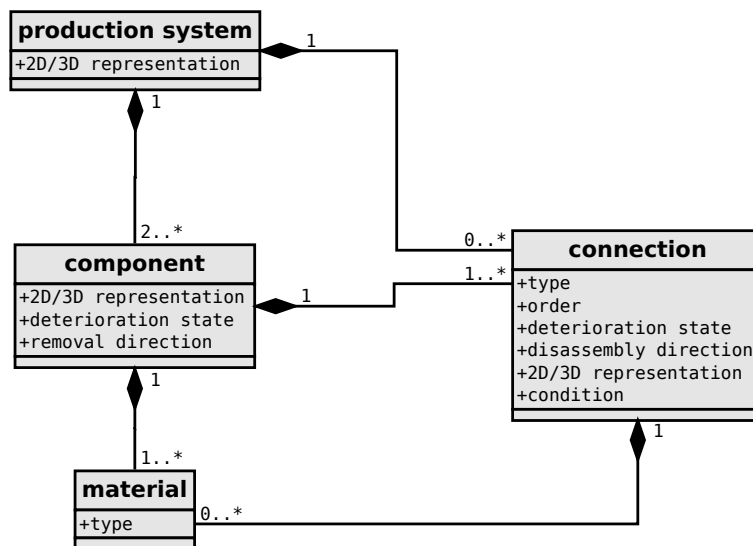 production system
+2D/3D representation
1
1
2..*
0..*
component
+2D/3D representation
+deterioration state
+removal direction
1
1..*
connection
+type
+order
+deterioration state
+disassembly direction
+2D/3D representation
+condition
1
1
1..*
material
+type
0..*